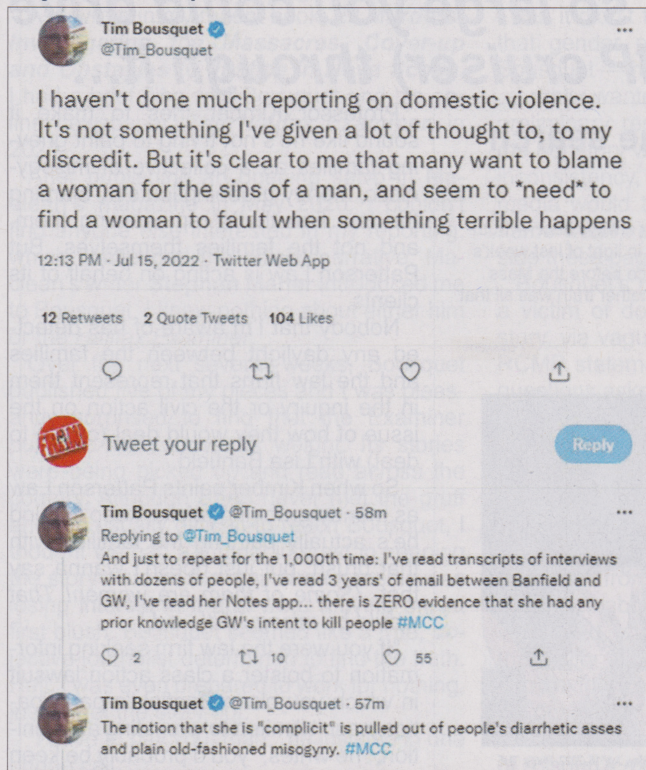 Tim Bousquet
@Tim_Bousquet
I haven't done much reporting on domestic violence.
It's not something I've given a lot of thought to, to my
discredit. But it's clear to me that many want to blame
a woman for the sins of a man, and seem to *need* to
find a woman to fault when something terrible happens
12:13 PM · Jul 15, 2022 · Twitter Web App
12 Retweets 2 Quote Tweets 104 Likes
Tweet your reply
Reply
Tim Bousquet @Tim_Bousquet · 58m
Replying to @Tim_Bousquet
And just to repeat for the 1,000th time: I've read transcripts of interviews
with dozens of people, I've read 3 years' of email between Banfield and
GW, I've read her Notes app... there is ZERO evidence that she had any
prior knowledge GW's intent to kill people #MCC
2 10 55
Tim Bousquet @Tim_Bousquet · 57m
The notion that she is "complicit" is pulled out of people's diarrhetic asses
and plain old-fashioned misogyny. #MCC